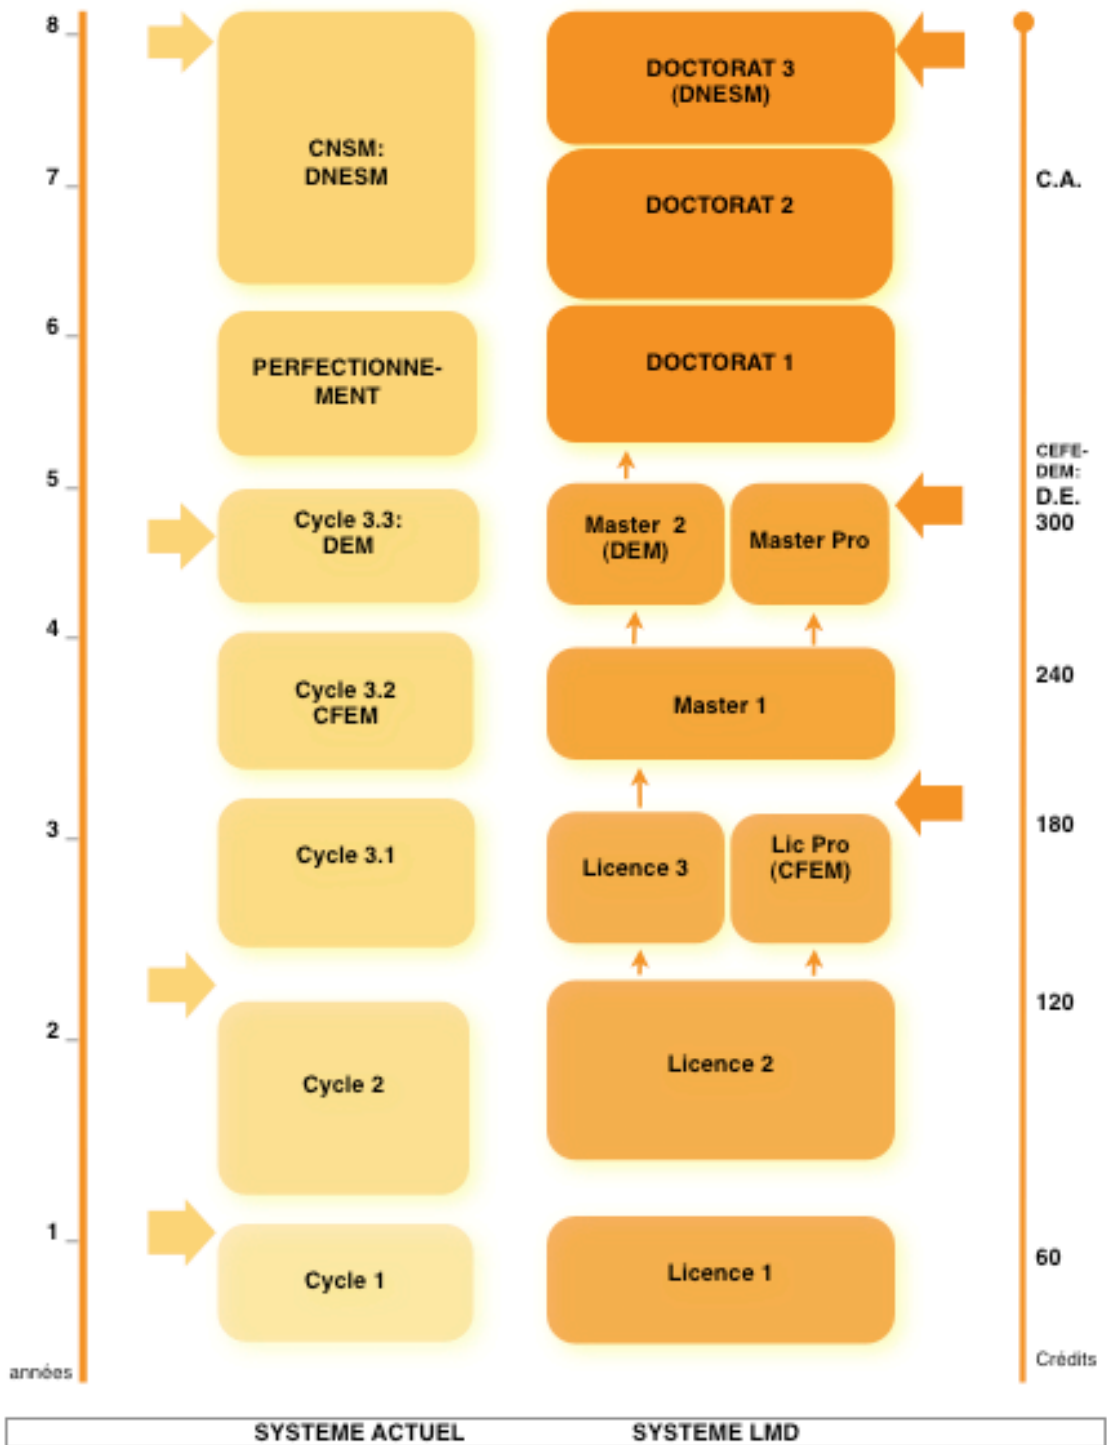 8
DOCTORAT 3
(DNESM)
CNSM:
DNESM
7
C.A.
DOCTORAT 2
6
PERFECTIONNE-
MENT
DOCTORAT 1
CEFE-
DEM:
D.E.
300
5
Cycle 3.3:
DEM
Master 2
(DEM)
Master Pro
4
Cycle 3.2
CFEM
Master 1
240
3
Cycle 3.1
Licence 3
Lic Pro
(CFEM)
180
120
2
Cycle 2
Licence 2
1
Cycle 1
Licence 1
60
années
Crédits
SYSTEME ACTUEL
SYSTEME LMD